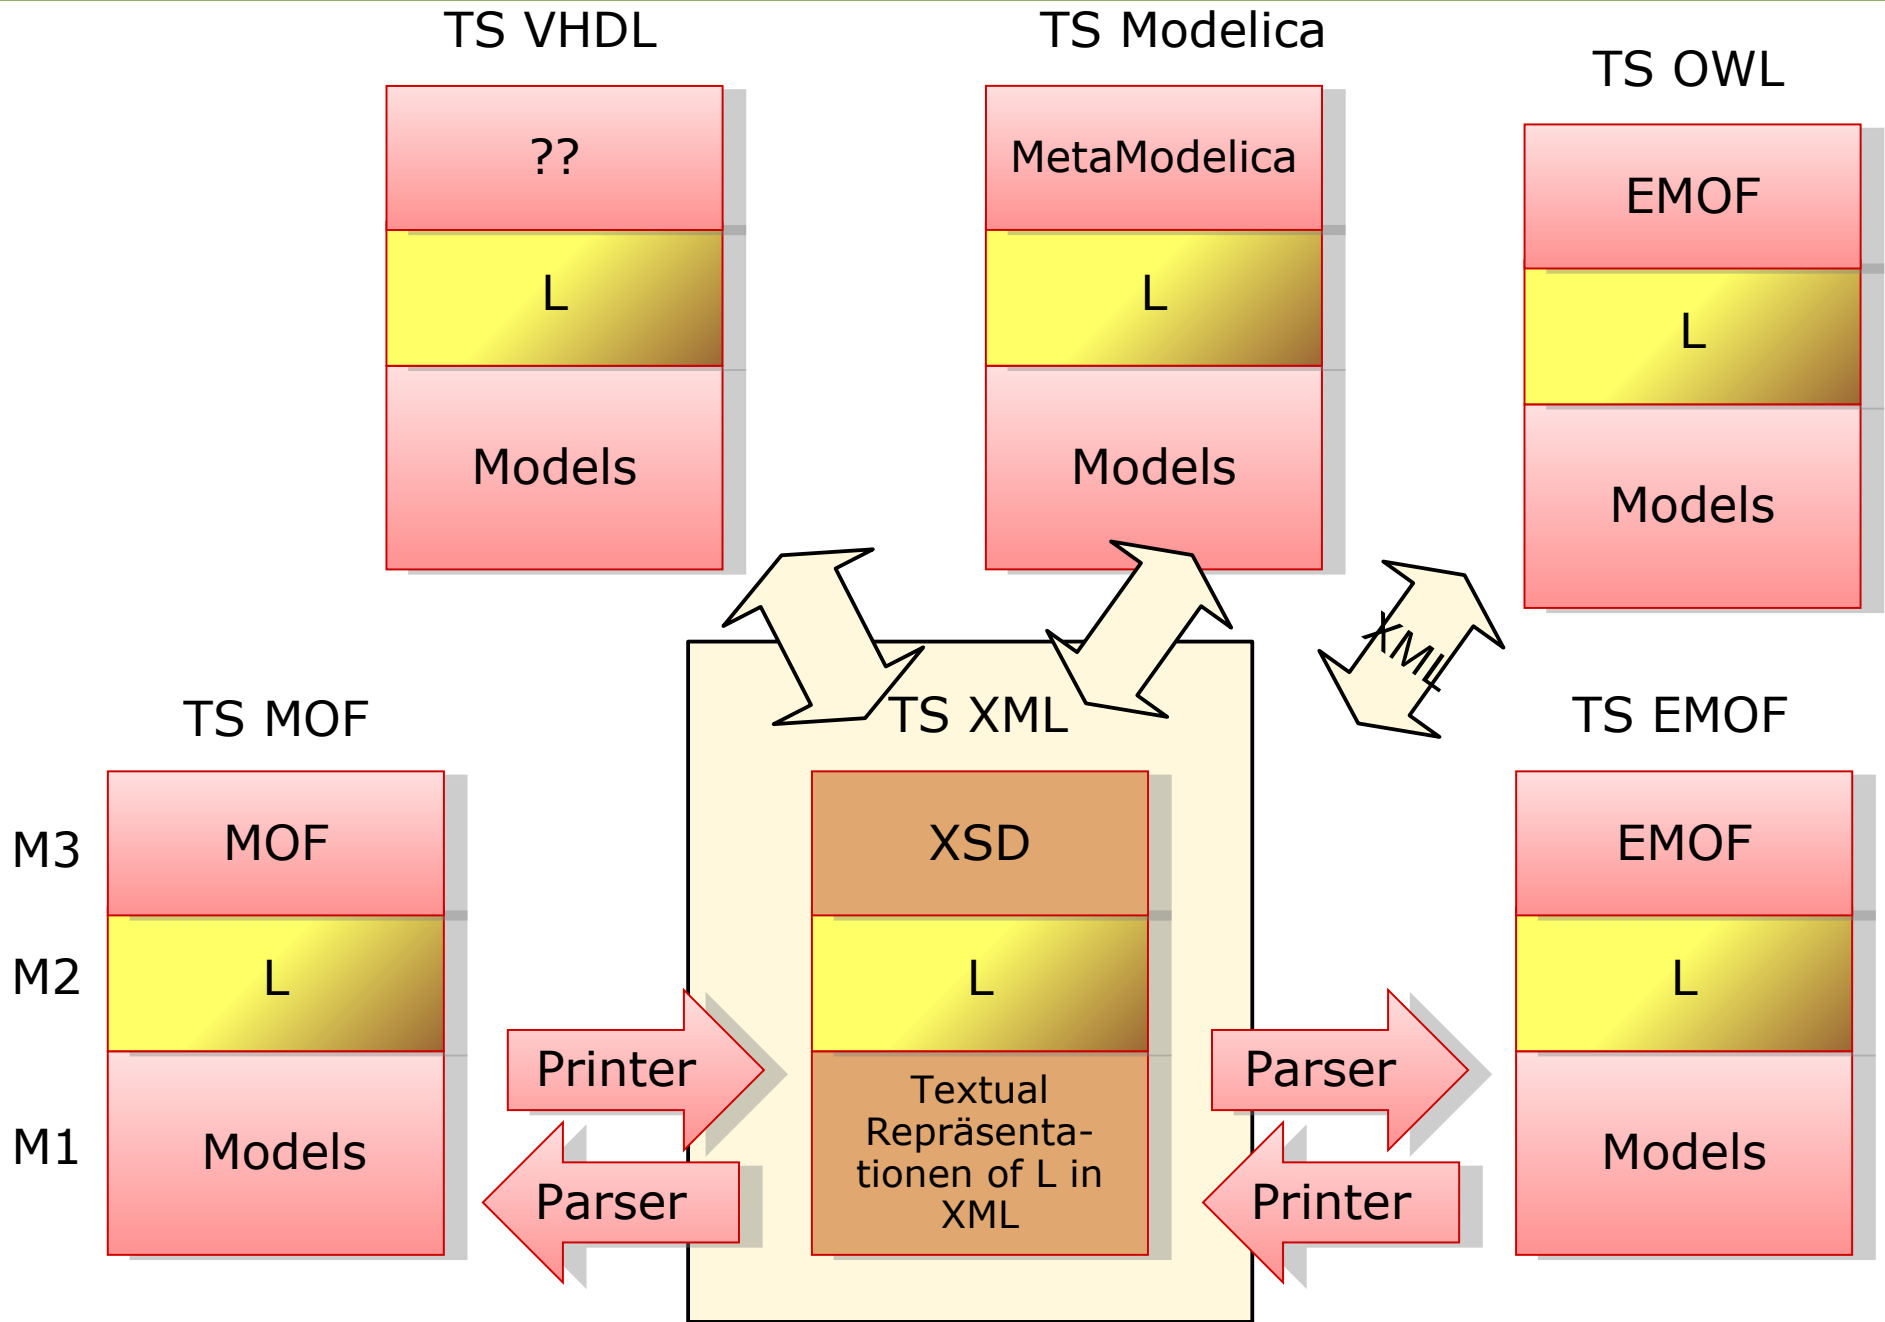 TS VHDL
TS Modelica
TS OWL
??
MetaModelica
EMOF
L
L
L
Models
Models
Models
XML
TS MOF
TS XML
TS EMOF
M3
MOF
XSD
EMOF
M2
L
L
L
M1
Models
Printer
Parser
Textual
Repräsenta-
tionen of L in
XML
Parser
Printer
Models